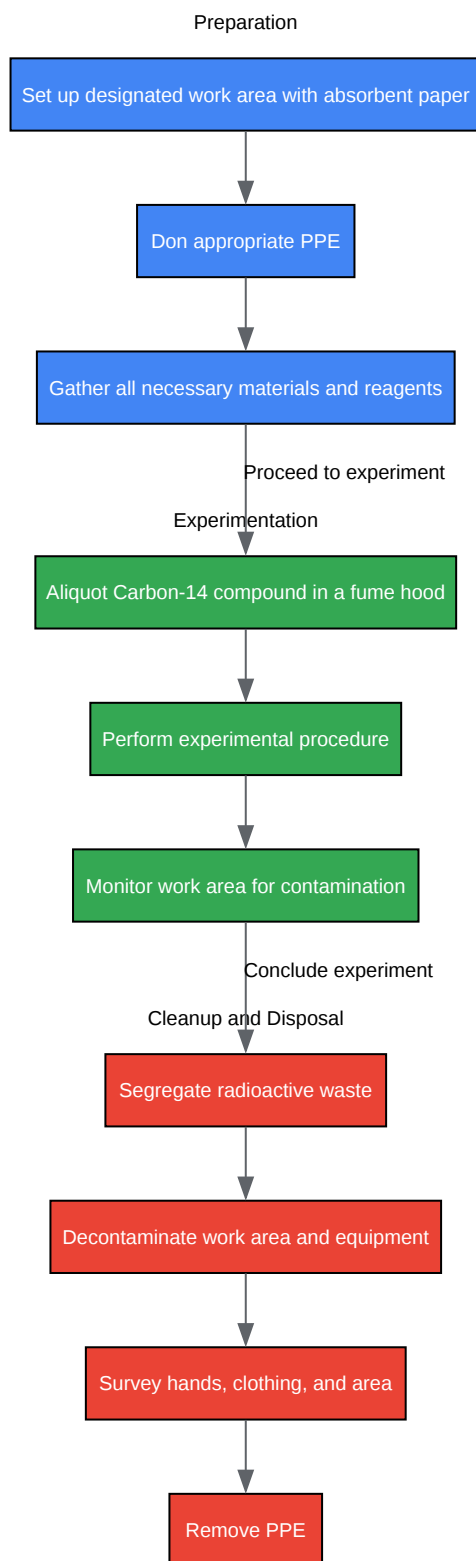 Preparation
Set up designated work area with absorbent paper
Don appropriate PPE
Gather all necessary materials and reagents
Proceed to experiment
Experimentation
Aliquot Carbon-14 compound in a fume hood
Perform experimental procedure
Monitor work area for contamination
Conclude experiment
Cleanup and Disposal
Segregate radioactive waste
Decontaminate work area and equipment
Survey hands, clothing, and area
Remove PPE